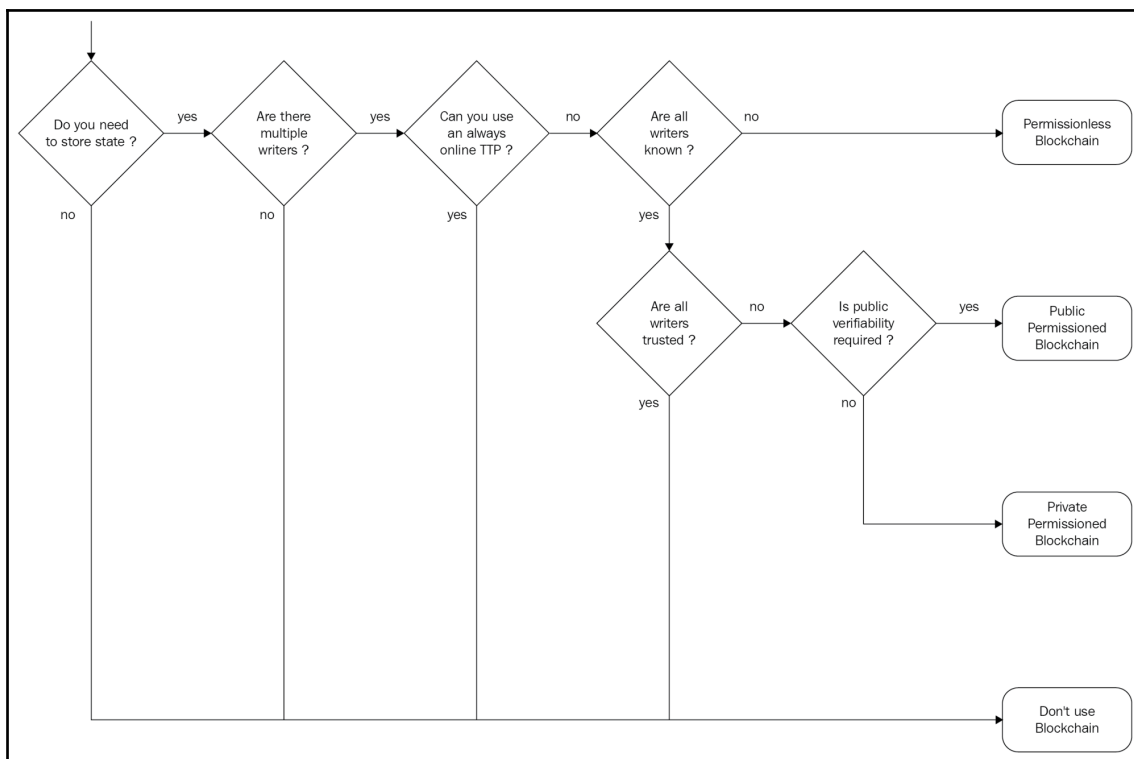 Do you need
to store state ?
yes
Are there
multiple
writers ?
yes
Can you use
an always
online TTP ?
no
Are all
writers
known ?
no
Permissionless
Blockchain
no
no
yes
yes
Are all
writers
trusted ?
no
Is public
verifiability
required ?
yes
Public
Permissioned
Blockchain
yes
no
Private
Permissioned
Blockchain
Don't use
Blockchain